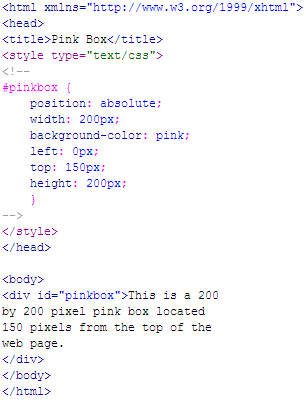 <html xmlns="http://www.w3.org/1999/xhtml">
<head>
<title>Pink Box</title>
<style type="text/css">
<!--
#pinkbox {
    position: absolute;
    width: 200px;
    background-color: pink;
    left: 0px;
    top: 150px;
    height: 200px;
    }
-->
</style>
</head>

<body>
<div id="pinkbox">This is a 200
by 200 pixel pink box located
150 pixels from the top of the
web page.
</div>
</body>
</html>